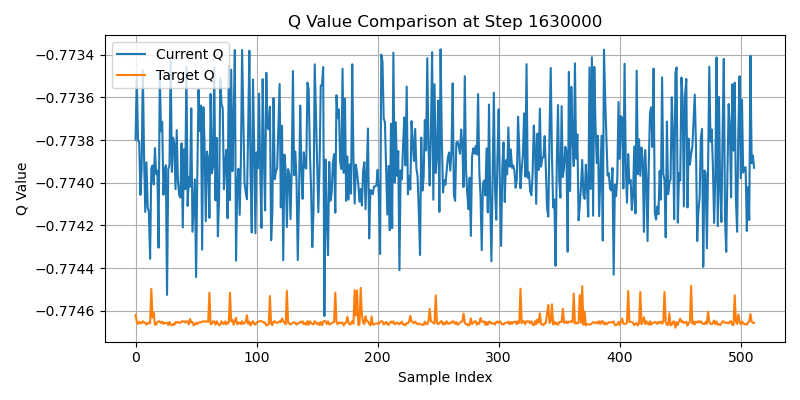 Q Value Comparison at Step 1630000
Current Q
Target Q
Q Value
−0.7734
−0.7736
−0.7738
−0.7740
−0.7742
−0.7744
−0.7746
0
100
200
300
400
500
Sample Index